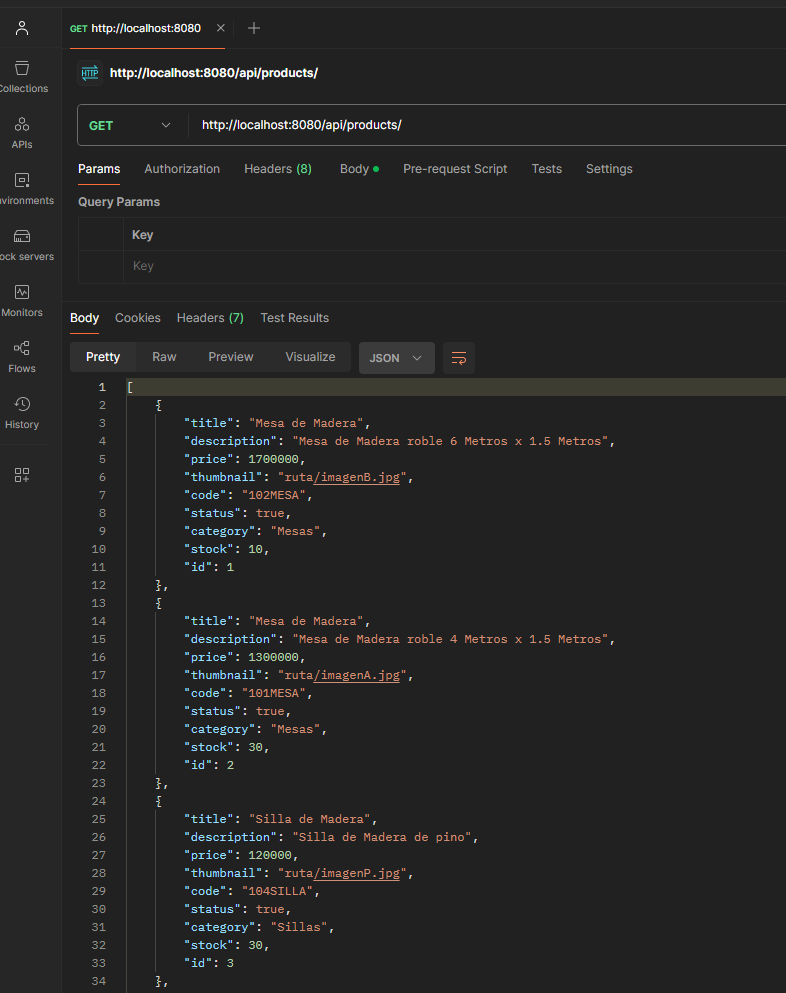 GET http://localhost:8080
http://localhost:8080/api/products/
GET http://localhost:8080/api/products/
Params Authorization Headers (8) Body Pre-request Script Tests Settings
Query Params
Key
Key
Body Cookies Headers (7) Test Results
Pretty Raw Preview Visualize JSON
ollections
APIs
vironments
ock servers
Monitors
Flows
History
1 [
2 {
3 "title": "Mesa de Madera",
4 "description": "Mesa de Madera roble 6 Metros x 1.5 Metros",
5 "price": 1700000,
6 "thumbnail": "ruta/imagenB.jpg",
7 "code": "102MESA",
8 "status": true,
9 "category": "Mesas",
10 "stock": 10,
11 "id": 1
12 },
13 {
14 "title": "Mesa de Madera",
15 "description": "Mesa de Madera roble 4 Metros x 1.5 Metros",
16 "price": 1300000,
17 "thumbnail": "ruta/imagenA.jpg",
18 "code": "101MESA",
19 "status": true,
20 "category": "Mesas",
21 "stock": 30,
22 "id": 2
23 },
24 {
25 "title": "Silla de Madera",
26 "description": "Silla de Madera de pino",
27 "price": 120000,
28 "thumbnail": "ruta/imagenP.jpg",
29 "code": "104SILLA",
30 "status": true,
31 "category": "Sillas",
32 "stock": 30,
33 "id": 3
34 },